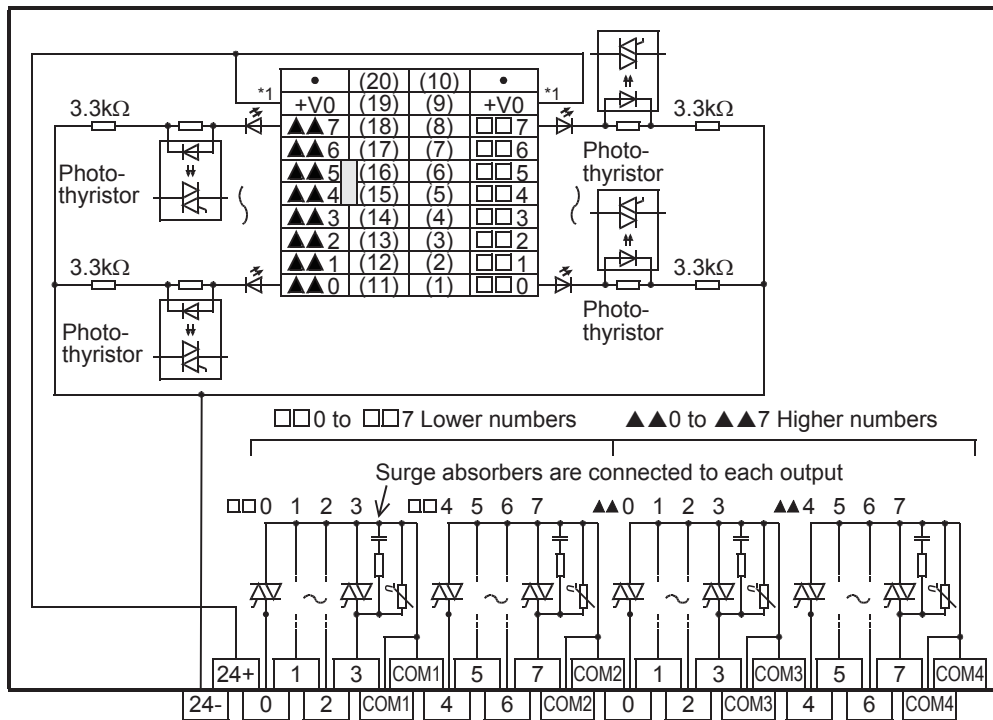 • (20) (10) •
*1 +V0 (19) (9) +V0 *1
3.3kΩ ▲▲7 (18) (8) □□7 3.3kΩ
▲▲6 (17) (7) □□6
▲▲5 (16) (6) □□5
▲▲4 (15) (5) □□4
▲▲3 (14) (4) □□3
▲▲2 (13) (3) □□2
▲▲1 (12) (2) □□1
▲▲0 (11) (1) □□0
Photo-
thyristor
Photo-
thyristor
3.3kΩ
3.3kΩ
Photo-
thyristor
Photo-
thyristor
□□0 to □□7 Lower numbers ▲▲0 to ▲▲7 Higher numbers
Surge absorbers are connected to each output
□□0 1 2 3 □□4 5 6 7 ▲▲0 1 2 3 ▲▲4 5 6 7
24+ 1 3 COM1 5 7 COM2 1 3 COM3 5 7 COM4
24- 0 2 COM1 4 6 COM2 0 2 COM3 4 6 COM4